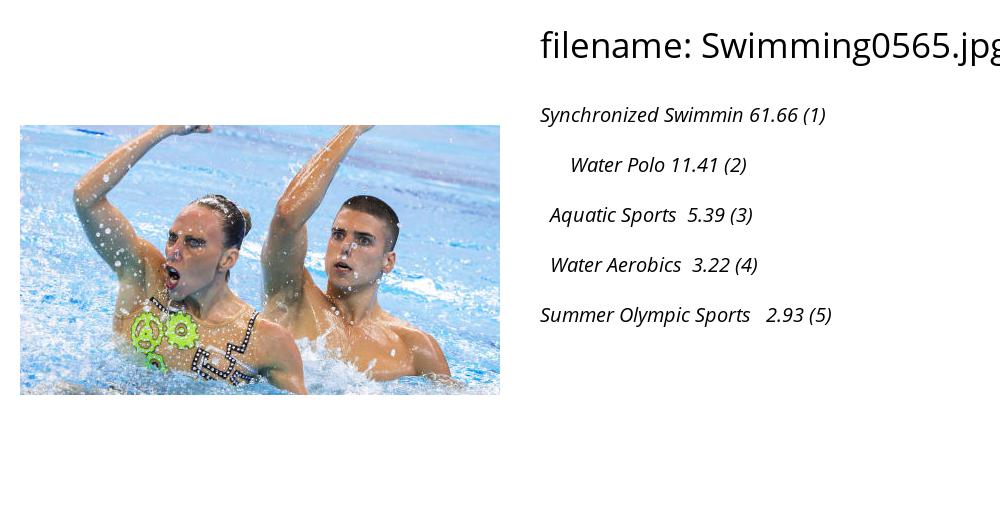 filename: Swimming0565.jpg
Synchronized Swimmin 61.66 (1)
Water Polo 11.41 (2)
Aquatic Sports 5.39 (3)
Water Aerobics 3.22 (4)
Summer Olympic Sports 2.93 (5)